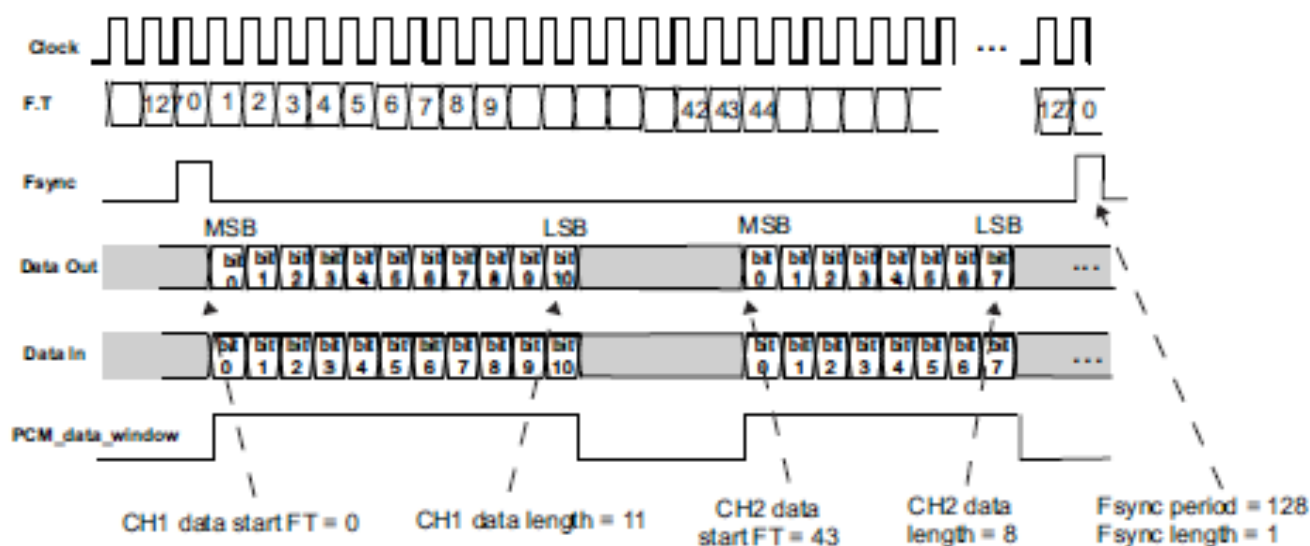 Clock ...
F.T 127 0 1 2 3 4 5 6 7 8 9 42 43 44 127 0
Fsync
MSB LSB MSB LSB
Data Out bit 0 bit 1 bit 2 bit 3 bit 4 bit 5 bit 6 bit 7 bit 8 bit 9 bit 10 bit 0 bit 1 bit 2 bit 3 bit 4 bit 5 bit 6 bit 7 ...
Data In bit 0 bit 1 bit 2 bit 3 bit 4 bit 5 bit 6 bit 7 bit 8 bit 9 bit 10 bit 0 bit 1 bit 2 bit 3 bit 4 bit 5 bit 6 bit 7 ...
PCM_data_window
CH1 data start FT = 0
CH1 data length = 11
CH2 data
start FT = 43
CH2 data
length = 8
Fsync period = 128
Fsync length = 1